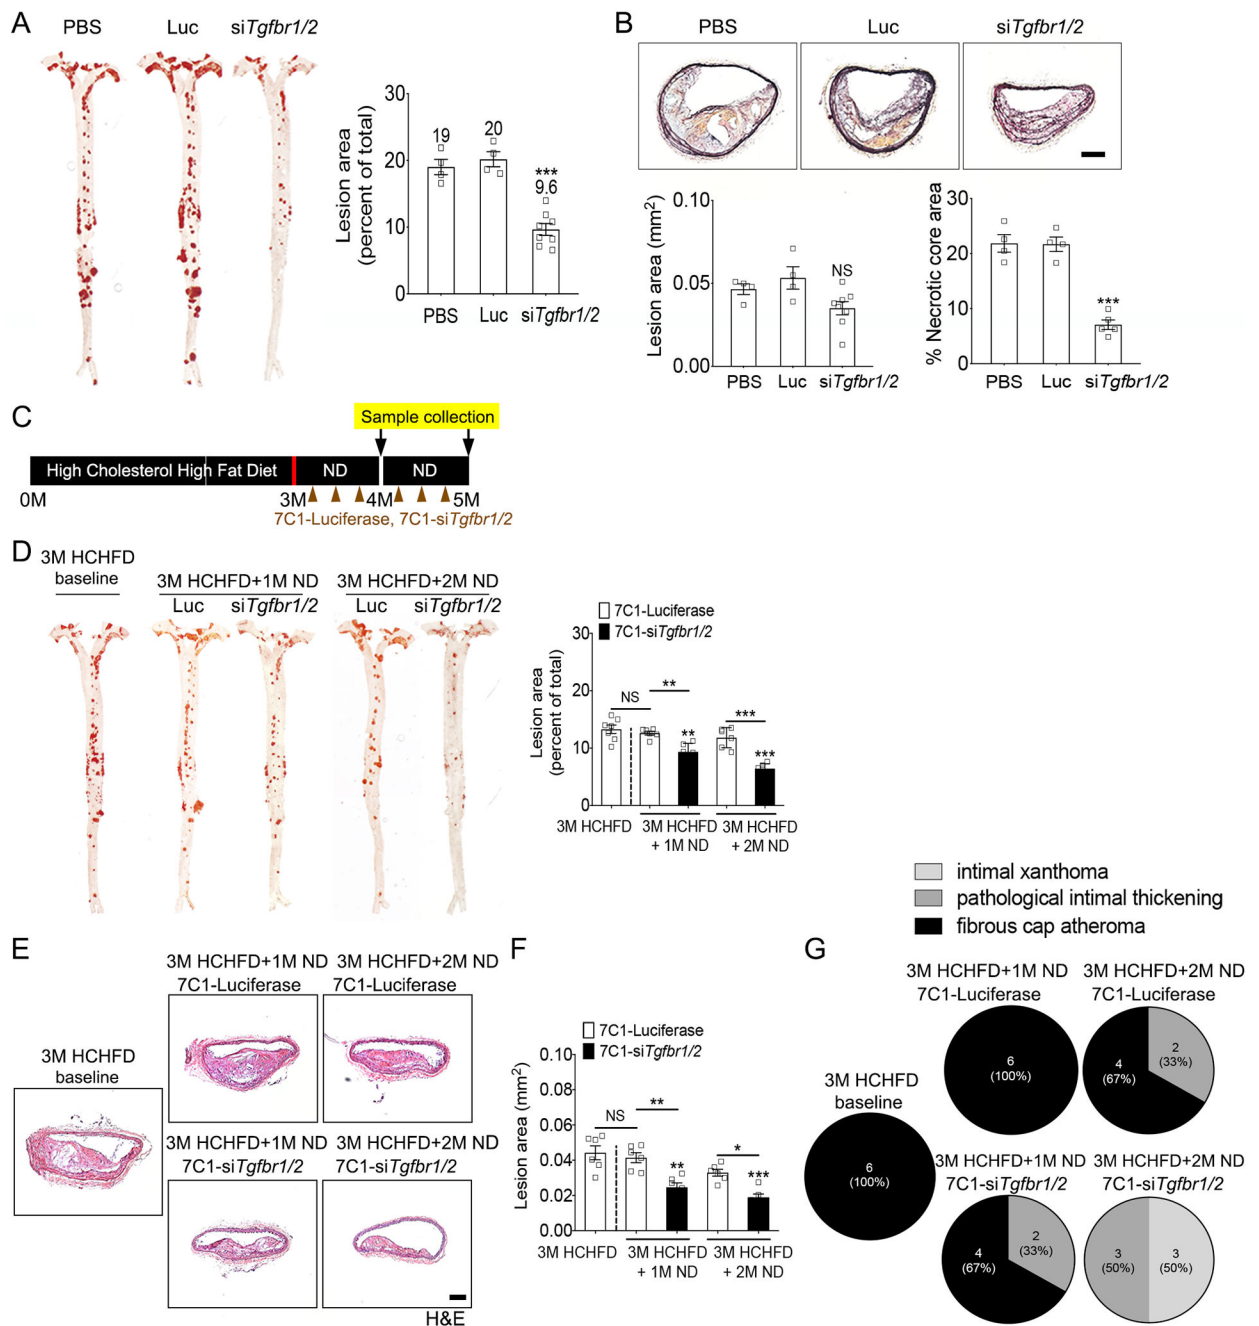 A
PBS Luc siTgfbr1/2
Lesion area
(percent of total)
30
20
10
0
19
20
***
9.6
PBS Luc siTgfbr1/2
B
PBS Luc siTgfbr1/2
Lesion area (mm²)
0.10
0.05
0.00
NS
PBS Luc siTgfbr1/2
% Necrotic core area
30
20
10
0
***
PBS Luc siTgfbr1/2
C
Sample collection
High Cholesterol High Fat Diet ND ND
0M 3M 4M 5M
7C1-Luciferase, 7C1-siTgfbr1/2
D
3M HCHFD
baseline
3M HCHFD+1M ND
Luc siTgfbr1/2
3M HCHFD+2M ND
Luc siTgfbr1/2
7C1-Luciferase
7C1-siTgfbr1/2
Lesion area
(percent of total)
30
20
10
0
NS
**
**
***
***
3M HCHFD
3M HCHFD
+ 1M ND
3M HCHFD
+ 2M ND
E
3M HCHFD
baseline
3M HCHFD+1M ND
7C1-Luciferase
3M HCHFD+2M ND
7C1-Luciferase
3M HCHFD+1M ND
7C1-siTgfbr1/2
3M HCHFD+2M ND
7C1-siTgfbr1/2
H&E
F
7C1-Luciferase
7C1-siTgfbr1/2
Lesion area (mm²)
0.10
0.08
0.06
0.04
0.02
0.00
NS
**
**
*
***
3M HCHFD
3M HCHFD
+ 1M ND
3M HCHFD
+ 2M ND
intimal xanthoma
pathological intimal thickening
fibrous cap atheroma
G
3M HCHFD
baseline
6
(100%)
3M HCHFD+1M ND
7C1-Luciferase
6
(100%)
3M HCHFD+2M ND
7C1-Luciferase
4
(67%)
2
(33%)
3M HCHFD+1M ND
7C1-siTgfbr1/2
4
(67%)
2
(33%)
3M HCHFD+2M ND
7C1-siTgfbr1/2
3
(50%)
3
(50%)